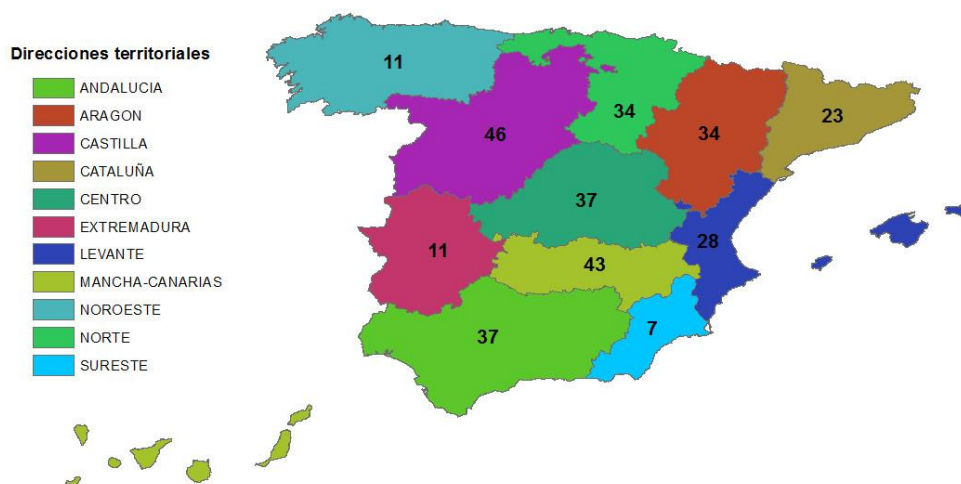 Direcciones territoriales
ANDALUCIA
ARAGON
CASTILLA
CATALUÑA
CENTRO
EXTREMADURA
LEVANTE
MANCHA-CANARIAS
NOROESTE
NORTE
SURESTE
11
46
34
34
23
37
28
11
43
37
7